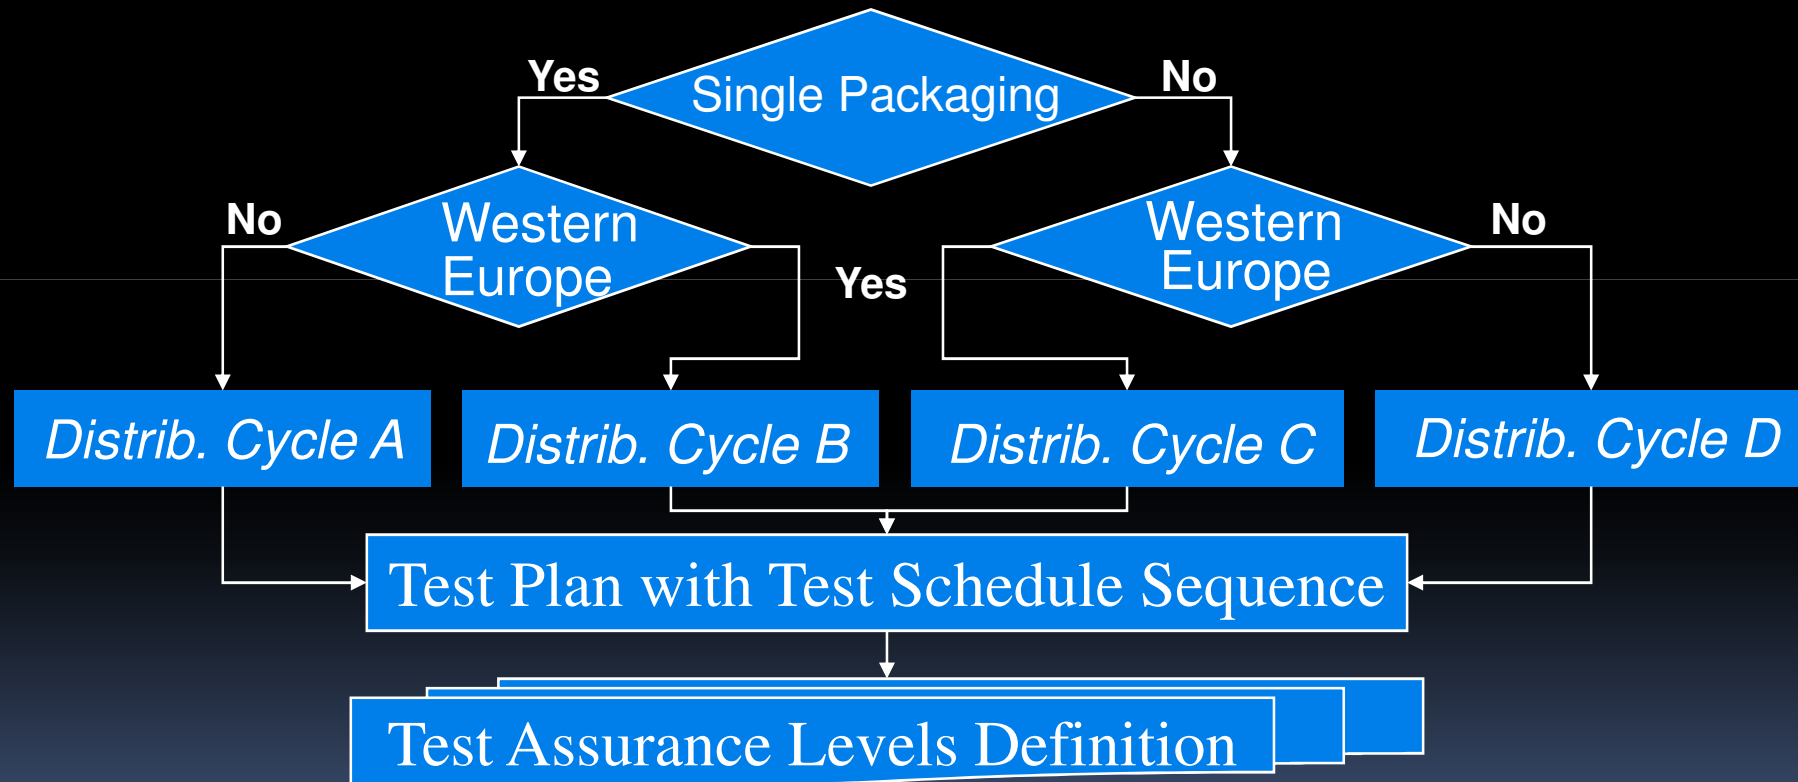 Yes
Single Packaging
No
No
Western
Europe
Yes
Western
Europe
No
Distrib. Cycle A
Distrib. Cycle B
Distrib. Cycle C
Distrib. Cycle D
Test Plan with Test Schedule Sequence
Test Assurance Levels Definition